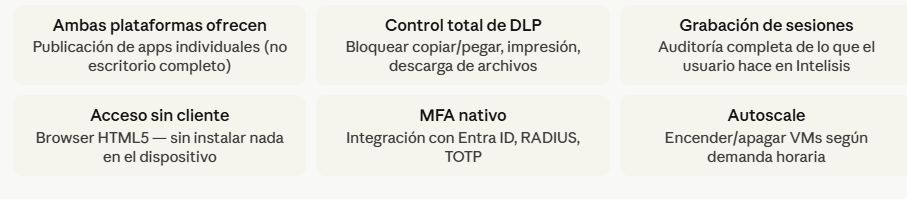 Ambas plataformas ofrecen
Publicación de apps individuales (no
escritorio completo)
Control total de DLP
Bloquear copiar/pegar, impresión,
descarga de archivos
Grabación de sesiones
Auditoría completa de lo que el
usuario hace en Intelisis
Acceso sin cliente
Browser HTML5 — sin instalar nada
en el dispositivo
MFA nativo
Integración con Entra ID, RADIUS,
TOTP
Autoscale
Encender/apagar VMs según
demanda horaria